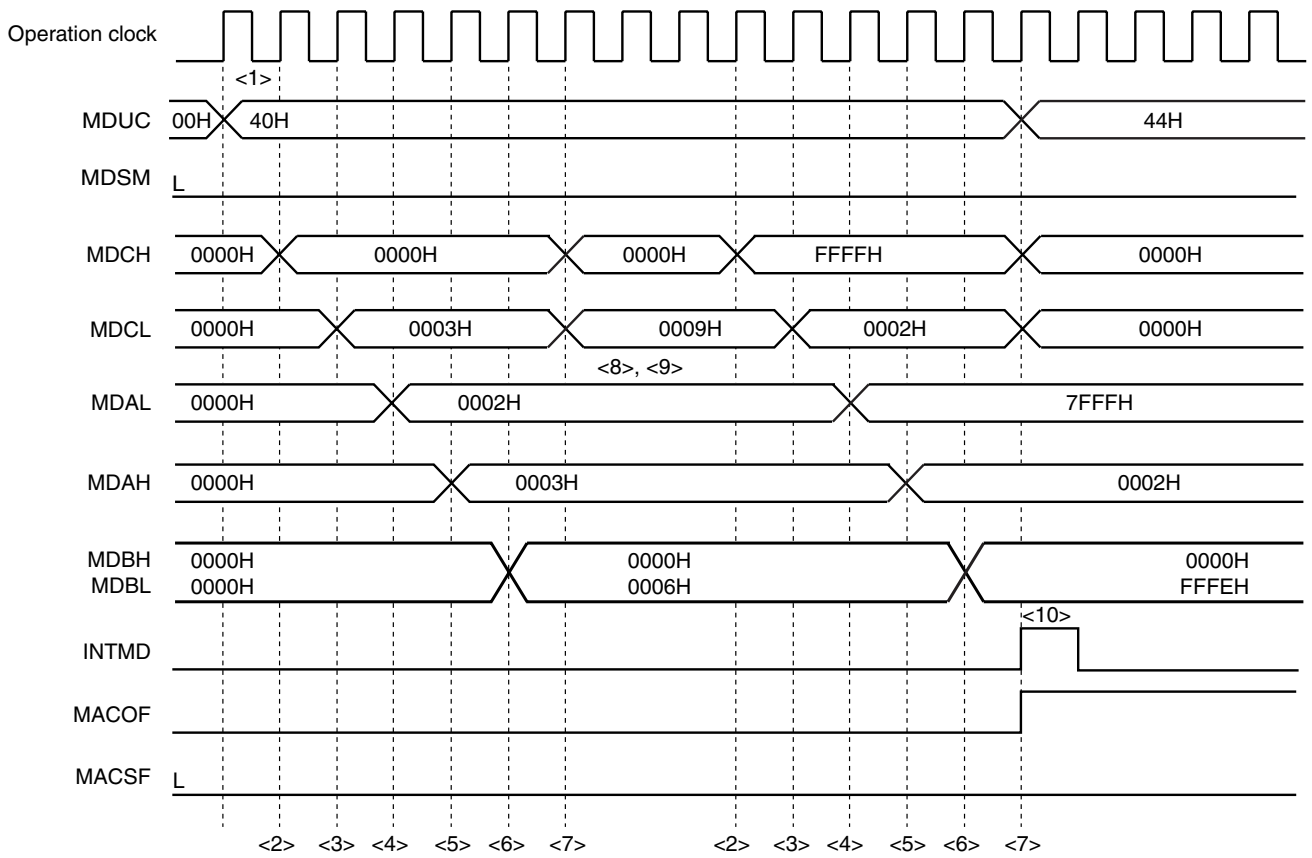 Operation clock
<1>
MDUC 00H 40H 44H
MDSM L
MDCH 0000H 0000H 0000H FFFFH 0000H
MDCL 0000H 0003H 0009H 0002H 0000H
<8>, <9>
MDAL 0000H 0002H 7FFFH
MDAH 0000H 0003H 0002H
MDBH 0000H 0000H 0000H
MDBL 0000H 0006H FFFEH
<10>
INTMD
MACOF
MACSF L
<2> <3> <4> <5> <6> <7> <2> <3> <4> <5> <6> <7>